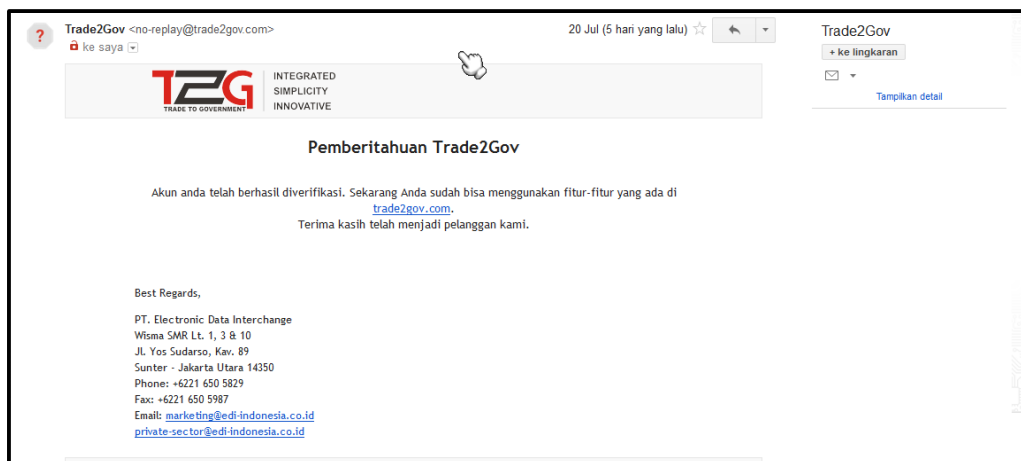 ?
Trade2Gov <no-replay@trade2gov.com>
20 Jul (5 hari yang lalu)
ke saya
T2G
TRADE TO GOVERNMENT
INTEGRATED
SIMPLICITY
INNOVATIVE
Pemberitahuan Trade2Gov
Akun anda telah berhasil diverifikasi. Sekarang Anda sudah bisa menggunakan fitur-fitur yang ada di
trade2gov.com.
Terima kasih telah menjadi pelanggan kami.
Best Regards,
PT. Electronic Data Interchange
Wisma SMR Lt. 1, 3 & 10
Jl. Yos Sudarso, Kav. 89
Sunter - Jakarta Utara 14350
Phone: +6221 650 5829
Fax: +6221 650 5987
Email: marketing@edi-indonesia.co.id
private-sector@edi-indonesia.co.id
Trade2Gov
+ ke lingkaran
Tampilkan detail